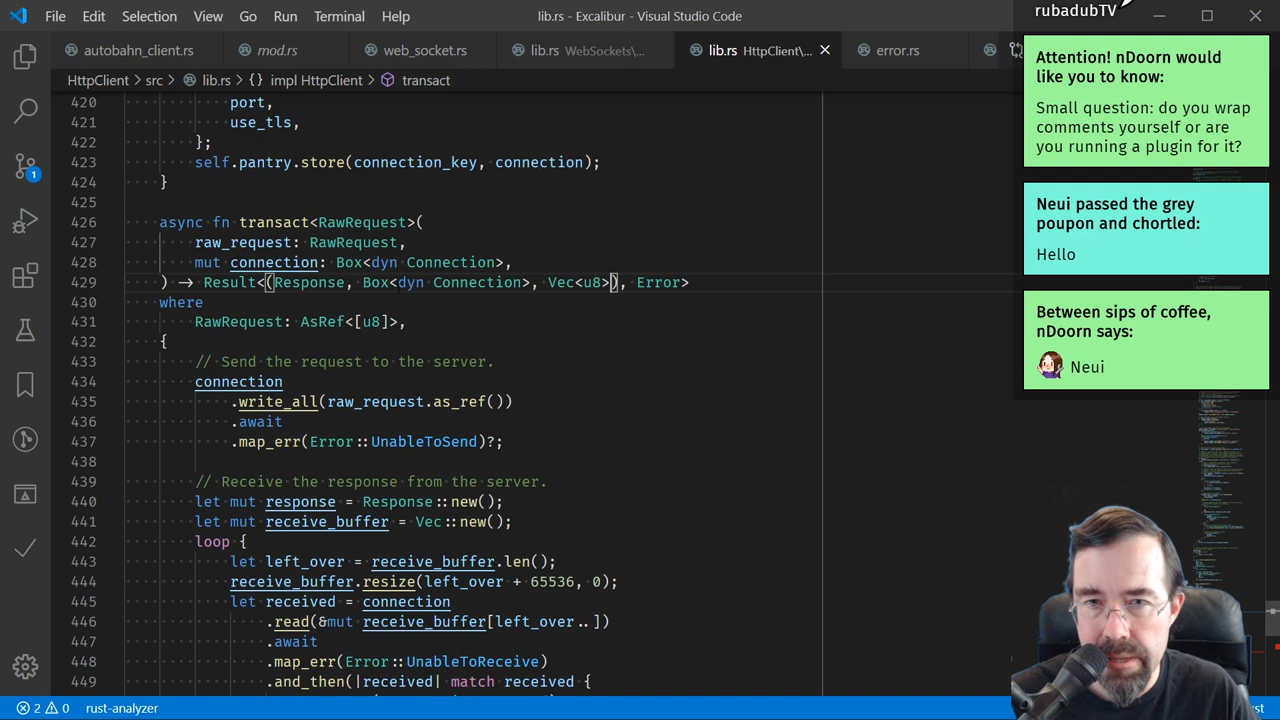 File Edit Selection View Go Run Terminal Help
lib.rs - Excalibur - Visual Studio Code
rubadubTV
autobahn_client.rs
mod.rs
web_socket.rs
lib.rs WebSockets\...
lib.rs HttpClient\...
error.rs
HttpClient > src > lib.rs > {} impl HttpClient > transact
420 port,
421 use_tls,
422 };
423 self.pantry.store(connection_key, connection);
424 }
425
426 async fn transact<RawRequest>(
427 raw_request: RawRequest,
428 mut connection: Box<dyn Connection>,
429 ) → Result<(Response, Box<dyn Connection>, Vec<u8>), Error>
430 where
431 RawRequest: AsRef<[u8]>,
432 {
433 // Send the request to the server.
434 connection
435 .write_all(raw_request.as_ref())
436 .await
437 .map_err(Error::UnableToSend)?;
438
439 // Receive the response from the server.
440 let mut response = Response::new();
441 let mut receive_buffer = Vec::new();
442 loop {
443 let left_over = receive_buffer.len();
444 receive_buffer.resize(left_over + 65536, 0);
445 let received = connection
446 .read(&mut receive_buffer[left_over..])
447 .await
448 .map_err(Error::UnableToReceive)
449 .and_then(|received| match received {
Attention! nDoorn would
like you to know:
Small question: do you wrap
comments yourself or are
you running a plugin for it?
Neui passed the grey
poupon and chortled:
Hello
Between sips of coffee,
nDoorn says:
Neui
1
2 0 rust-analyzer